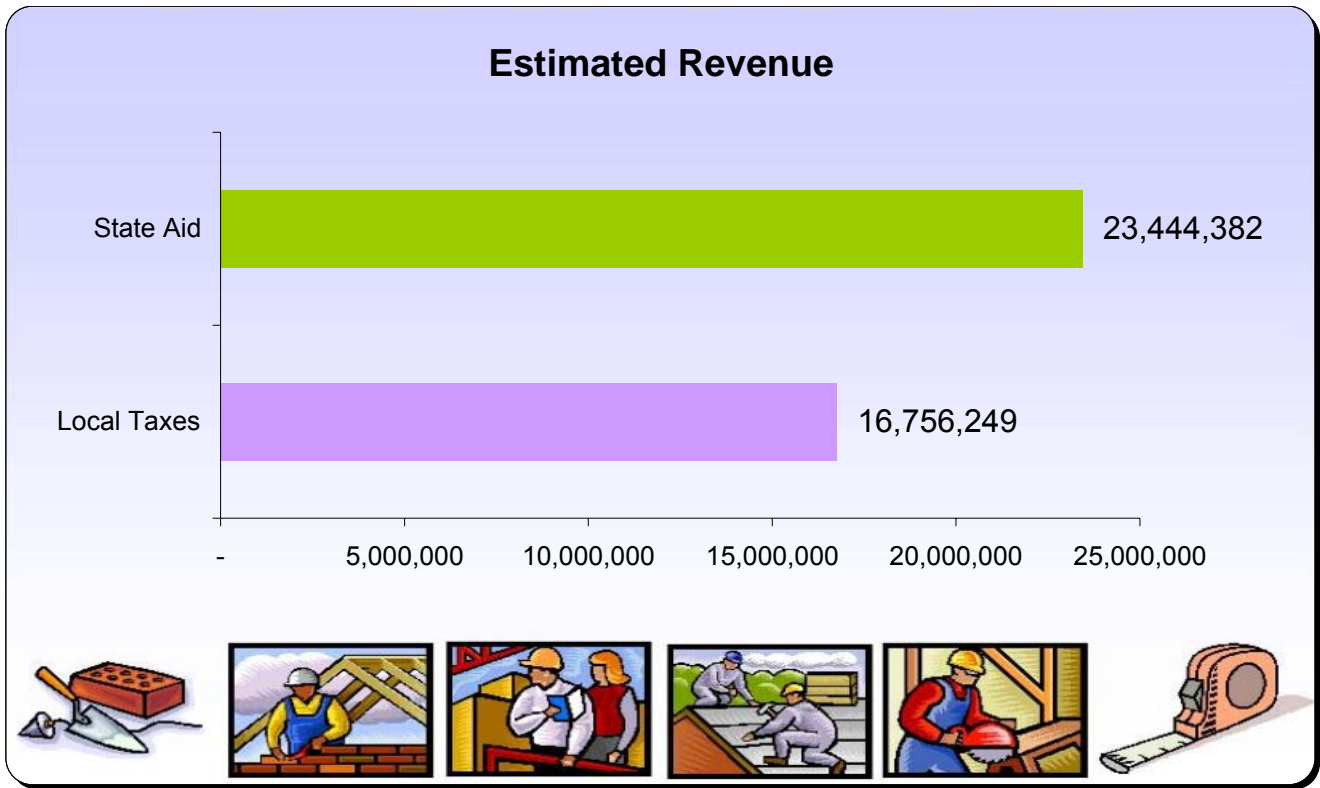 Estimated Revenue
State Aid
23,444,382
Local Taxes
16,756,249
- 5,000,000 10,000,000 15,000,000 20,000,000 25,000,000